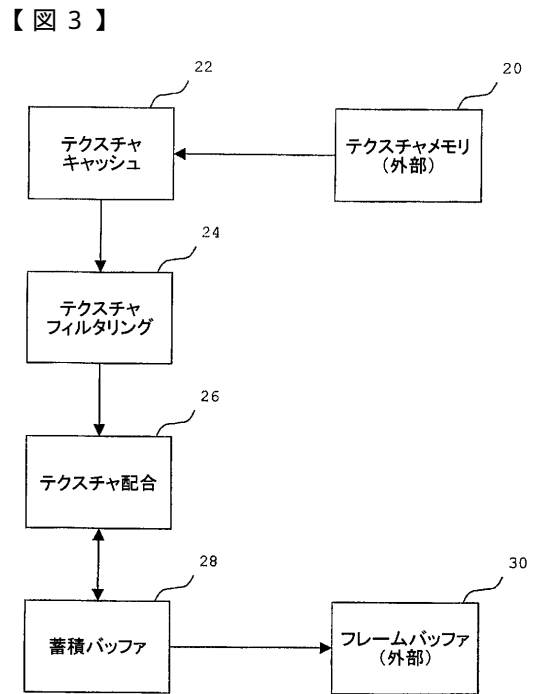 【図３】
22
20
テクスチャ
キャッシュ
テクスチャメモリ
(外部)
24
テクスチャ
フィルタリング
26
テクスチャ配合
28
30
蓄積バッファ
フレームバッファ
(外部)